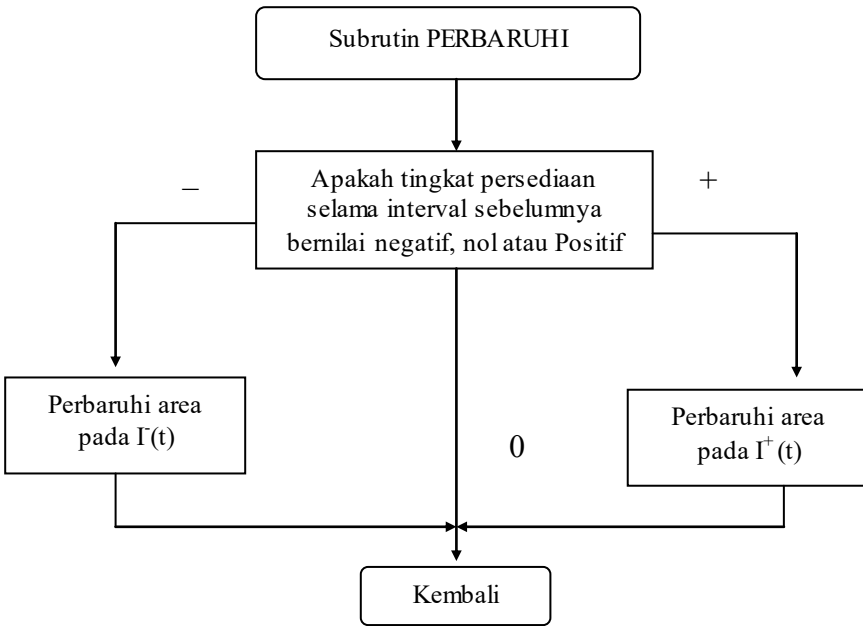 Subrutin PERBARUHI
–
Apakah tingkat persediaan
selama interval sebelumnya
bernilai negatif, nol atau Positif
+
Perbaruhi area
pada I⁻(t)
0
Perbaruhi area
pada I⁺(t)
Kembali